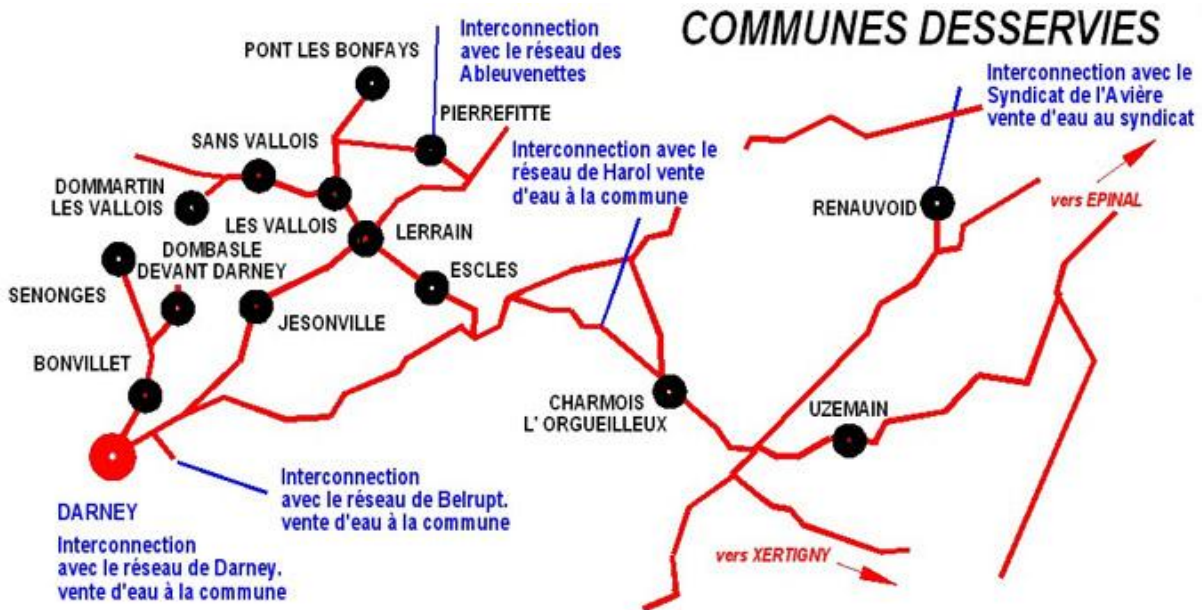 COMMUNES DESSERVIES
PONT LES BONFAYS
Interconnection
avec le réseau des
Ableuvenettes
PIERREFITTE
Interconnection avec le
Syndicat de l'Avière
vente d'eau au syndicat
SANS VALLOIS
Interconnection avec le
réseau de Harol vente
d'eau à la commune
DOMMARTIN
LES VALLOIS
LES VALLOIS
LERRAIN
RENAUVOID
vers EPINAL
DOMBASLE
DEVANT DARNEY
ESCLES
SENONGES
JESONVILLE
BONVILLET
CHARMOIS
L' ORGUEILLEUX
UZEMAIN
Interconnection
avec le réseau de Belrupt.
vente d'eau à la commune
DARNEY
Interconnection
avec le réseau de Darney.
vente d'eau à la commune
vers XERTIGNY